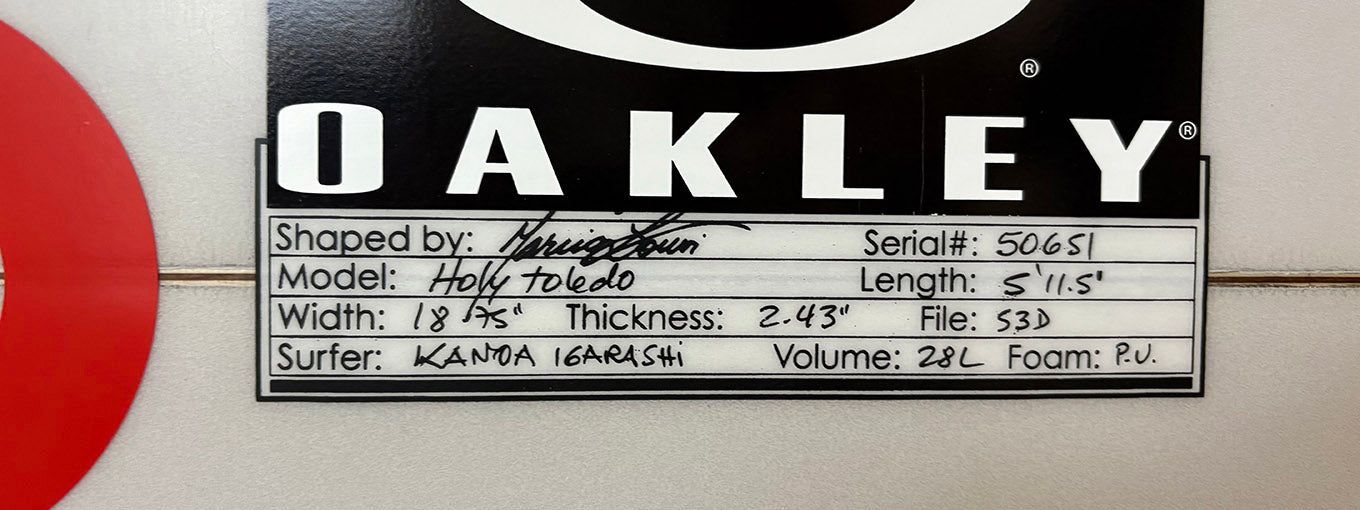 ®
OAKLEY®
Shaped by: Serial#: 50651
Model: Holy toledo Length: 5'11.5'
Width: 18.75" Thickness: 2.43" File: S3D
Surfer: KANOA IGARASHi Volume: 28L Foam: P.U.